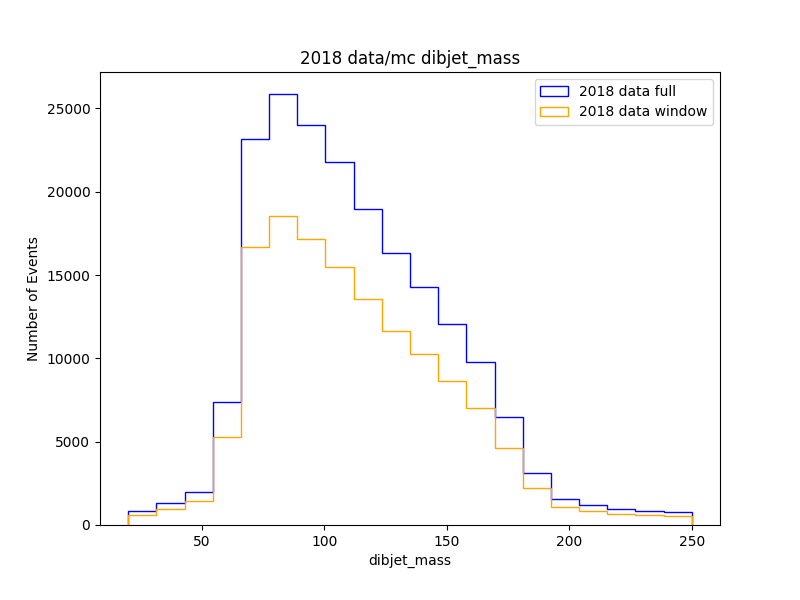 2018 data/mc dibjet_mass
2018 data full
2018 data window
Number of Events
25000
20000
15000
10000
5000
0
50
100
150
200
250
dibjet_mass